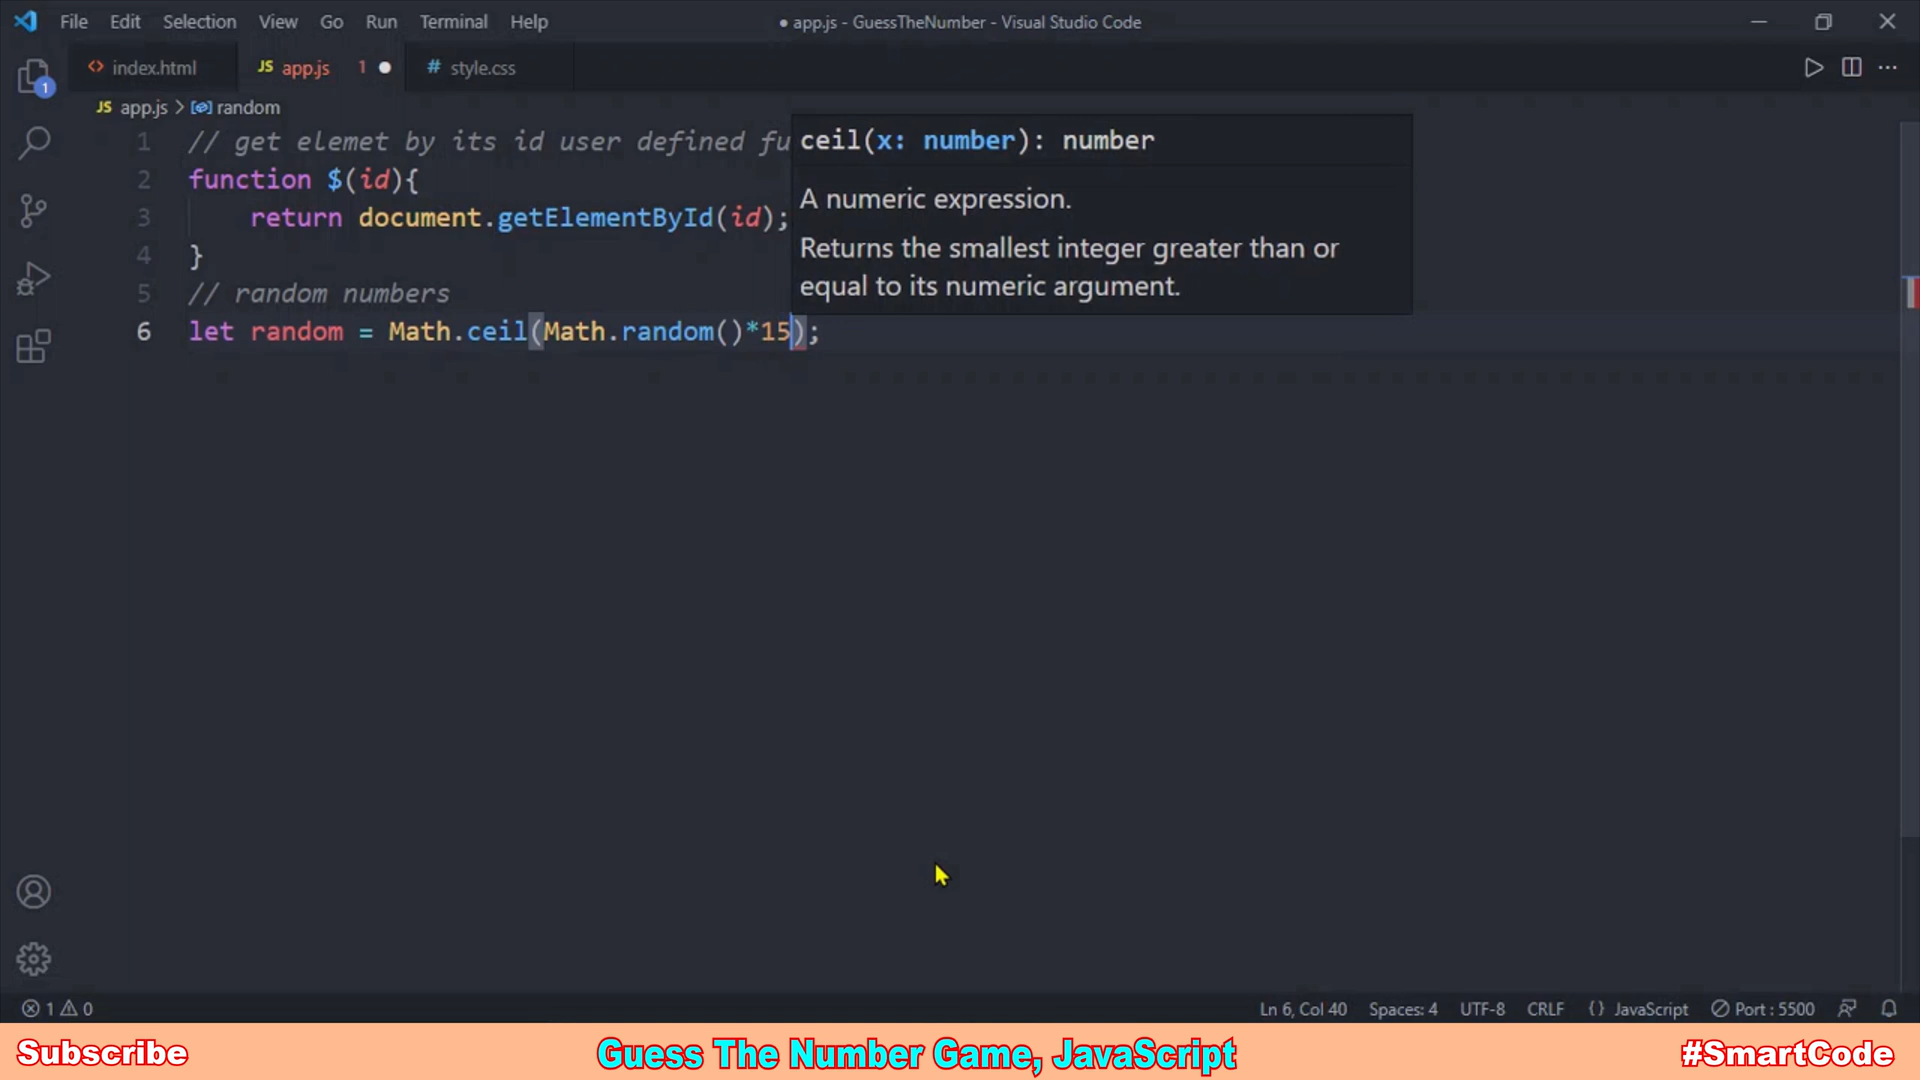 File Edit Selection View Go Run Terminal Help ● app.js - GuessTheNumber - Visual Studio Code
<> index.html JS app.js 1 ● # style.css
1
JS app.js > random
1 // get elemet by its id user defined fu
2 function $(id){
3 return document.getElementById(id);
4 }
5 // random numbers
6 let random = Math.ceil(Math.random()*15);
ceil(x: number): number
A numeric expression.
Returns the smallest integer greater than or
equal to its numeric argument.
1 0 Ln 6, Col 40 Spaces: 4 UTF-8 CRLF {} JavaScript Port : 5500
Subscribe Guess The Number Game, JavaScript #SmartCode